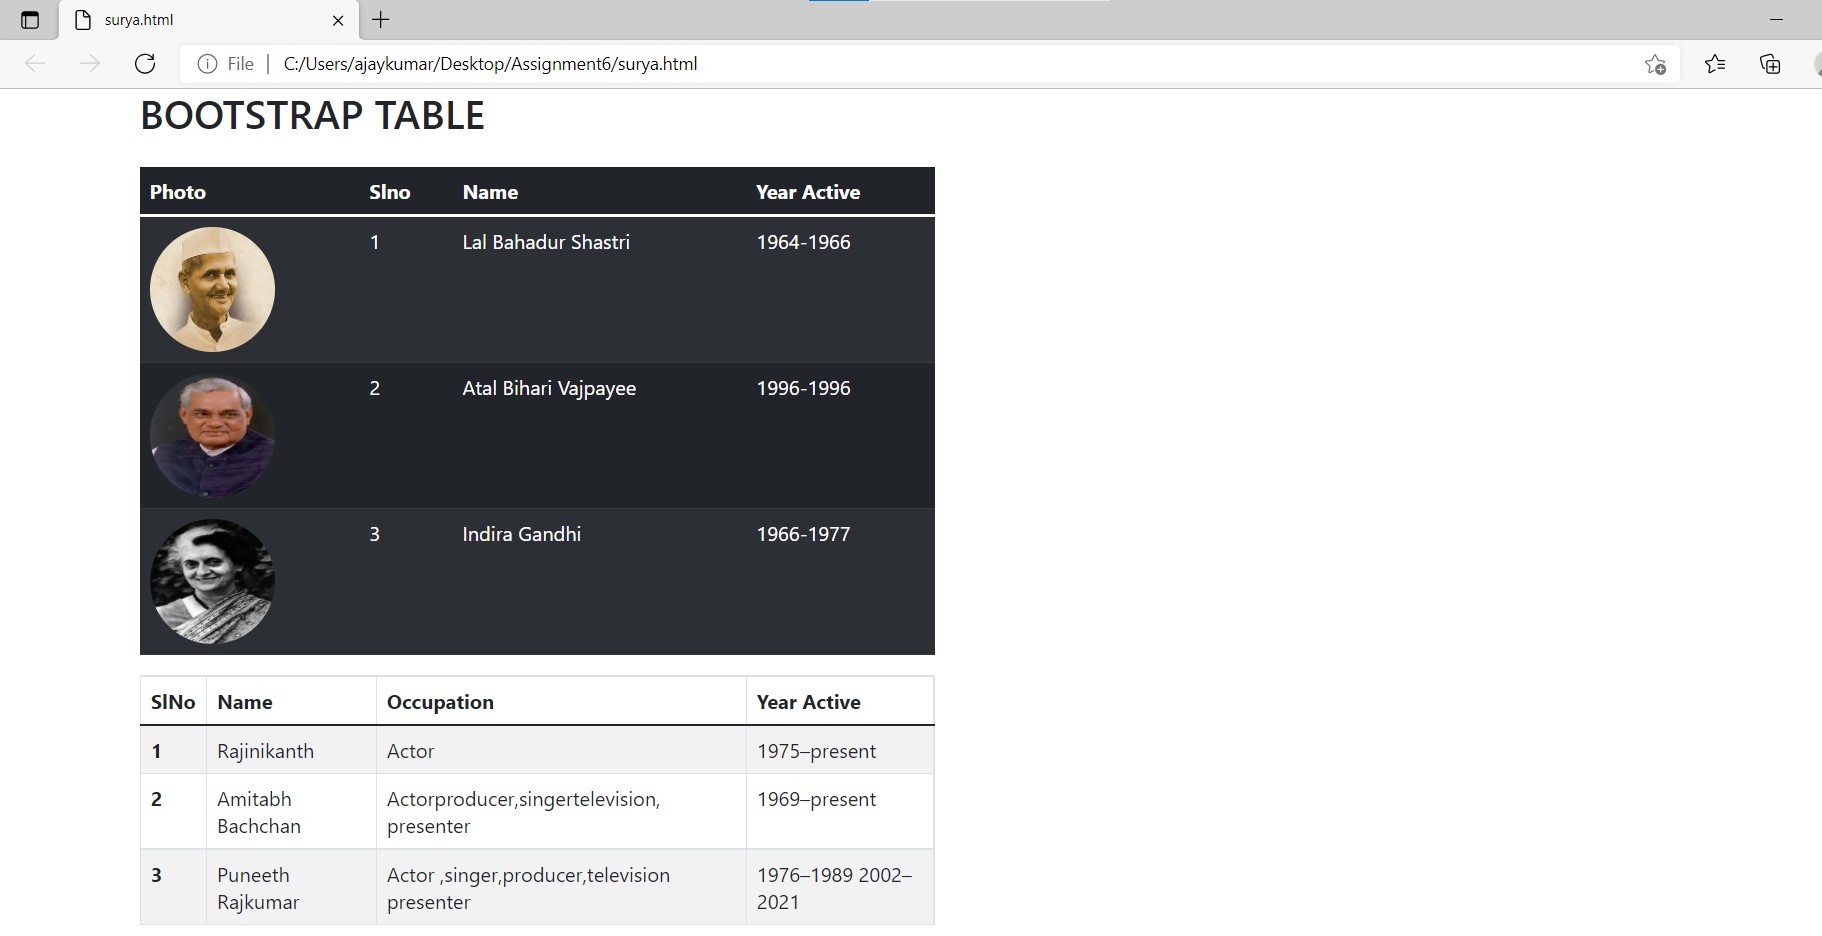 surya.html
File C:/Users/ajaykumar/Desktop/Assignment6/surya.html
BOOTSTRAP TABLE
Photo Slno Name Year Active
1 Lal Bahadur Shastri 1964-1966
2 Atal Bihari Vajpayee 1996-1996
3 Indira Gandhi 1966-1977
SlNo Name Occupation Year Active
1 Rajinikanth Actor 1975–present
2 Amitabh Actorproducer,singertelevision, 1969–present
Bachchan presenter
3 Puneeth Actor ,singer,producer,television 1976–1989 2002–
Rajkumar presenter 2021